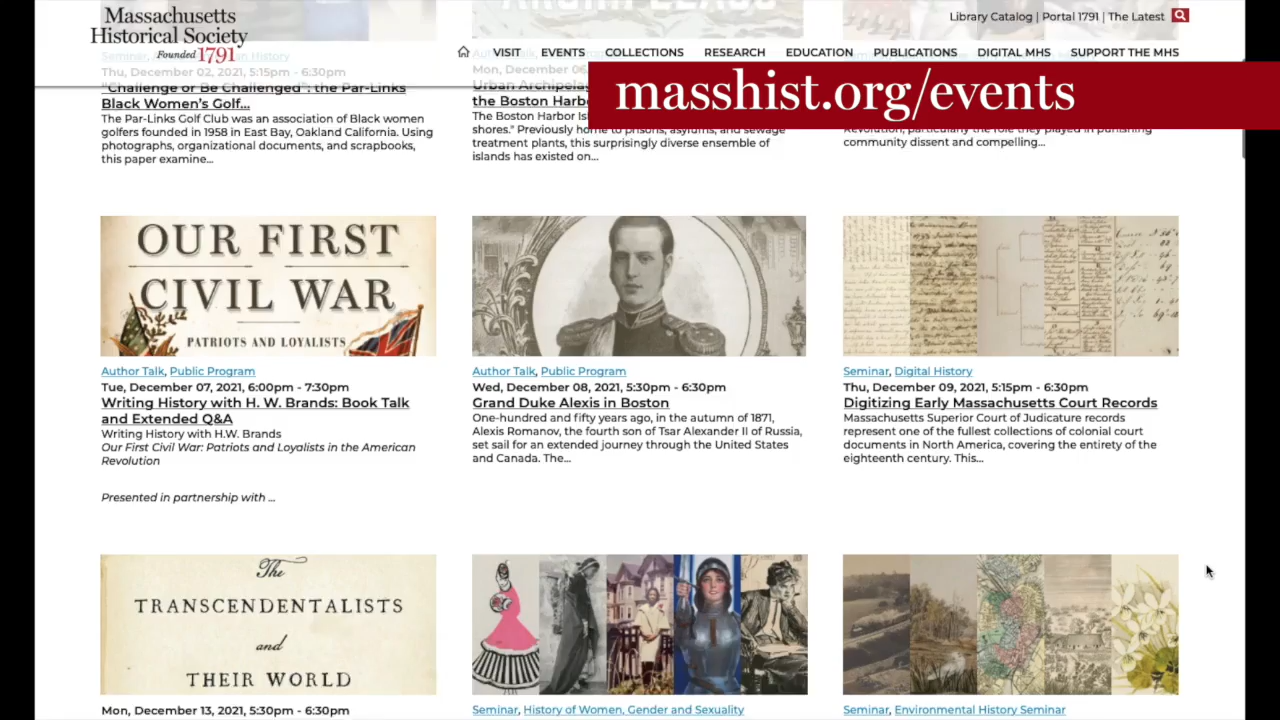 Massachusetts
Historical Society
Founded 1791
Library Catalog | Portal 1791 | The Latest
VISIT EVENTS COLLECTIONS RESEARCH EDUCATION PUBLICATIONS DIGITAL MHS SUPPORT THE MHS
masshist.org/events
Thu, December 02, 2021, 5:15pm - 6:30pm
"Challenge or Be Challenged": the Par-Links
Black Women's Golf...
The Par-Links Golf Club was an association of Black women
golfers founded in 1958 in East Bay, Oakland California. Using
photographs, organizational documents, and scrapbooks,
this paper examine...
Mon, December 06
Urban Archipelag
the Boston Harbo
The Boston Harbor Isl
shores." Previously home to prisons, asylums, and sewage
treatment plants, this surprisingly diverse ensemble of
islands has existed on...
Revolution, particularly the role they played in punishing
community dissent and compelling...
OUR FIRST
CIVIL WAR
PATRIOTS AND LOYALISTS
Author Talk, Public Program
Tue, December 07, 2021, 6:00pm - 7:30pm
Writing History with H. W. Brands: Book Talk
and Extended Q&A
Writing History with H.W. Brands
Our First Civil War: Patriots and Loyalists in the American
Revolution
Presented in partnership with ...
Author Talk, Public Program
Wed, December 08, 2021, 5:30pm - 6:30pm
Grand Duke Alexis in Boston
One-hundred and fifty years ago, in the autumn of 1871,
Alexis Romanov, the fourth son of Tsar Alexander II of Russia,
set sail for an extended journey through the United States
and Canada. The...
Seminar, Digital History
Thu, December 09, 2021, 5:15pm - 6:30pm
Digitizing Early Massachusetts Court Records
Massachusetts Superior Court of Judicature records
represent one of the fullest collections of colonial court
documents in North America, covering the entirety of the
eighteenth century. This...
The
TRANSCENDENTALISTS
and
THEIR WORLD
Mon, December 13, 2021, 5:30pm - 6:30pm
Seminar, History of Women, Gender and Sexuality
Seminar, Environmental History Seminar